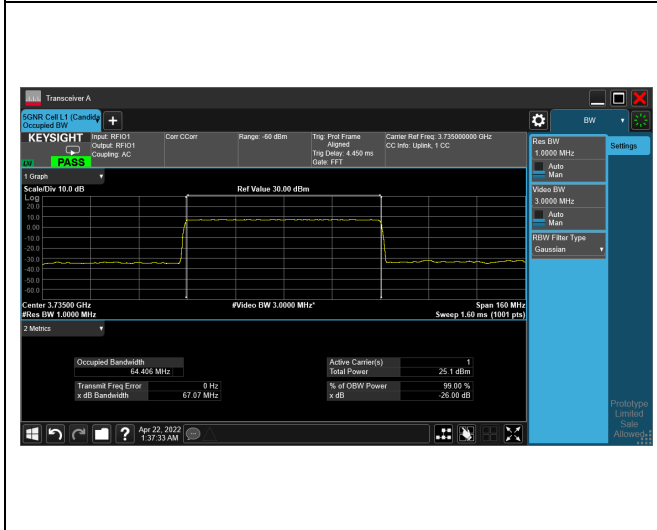 Transceiver A
5GNR Cell L1 (Candid
Occupied BW
KEYSIGHT
LXI
PASS
Input: RFIO1
Output: RFIO1
Coupling: AC
Corr CCorr
Range: -60 dBm
Trig: Prot Frame
Aligned
Trig Delay: 4.450 ms
Gate: FFT
Carrier Ref Freq: 3.735000000 GHz
CC Info: Uplink, 1 CC
1 Graph
Scale/Div 10.0 dB
Ref Value 30.00 dBm
Log
20.0
10.0
0.00
-10.0
-20.0
-30.0
-40.0
-50.0
-60.0
Center 3.73500 GHz
#Video BW 3.0000 MHz*
Span 160 MHz
#Res BW 1.0000 MHz
Sweep 1.60 ms (1001 pts)
2 Metrics
Occupied Bandwidth
64.406 MHz
Transmit Freq Error 0 Hz
x dB Bandwidth 67.07 MHz
Active Carrier(s) 1
Total Power 25.1 dBm
% of OBW Power 99.00 %
x dB -26.00 dB
Apr 22, 2022
1:37:33 AM
?
BW
Settings
Res BW
1.0000 MHz
Auto
Man
Video BW
3.0000 MHz
Auto
Man
RBW Filter Type
Gaussian
Prototype
Limited
Sale
Allowed